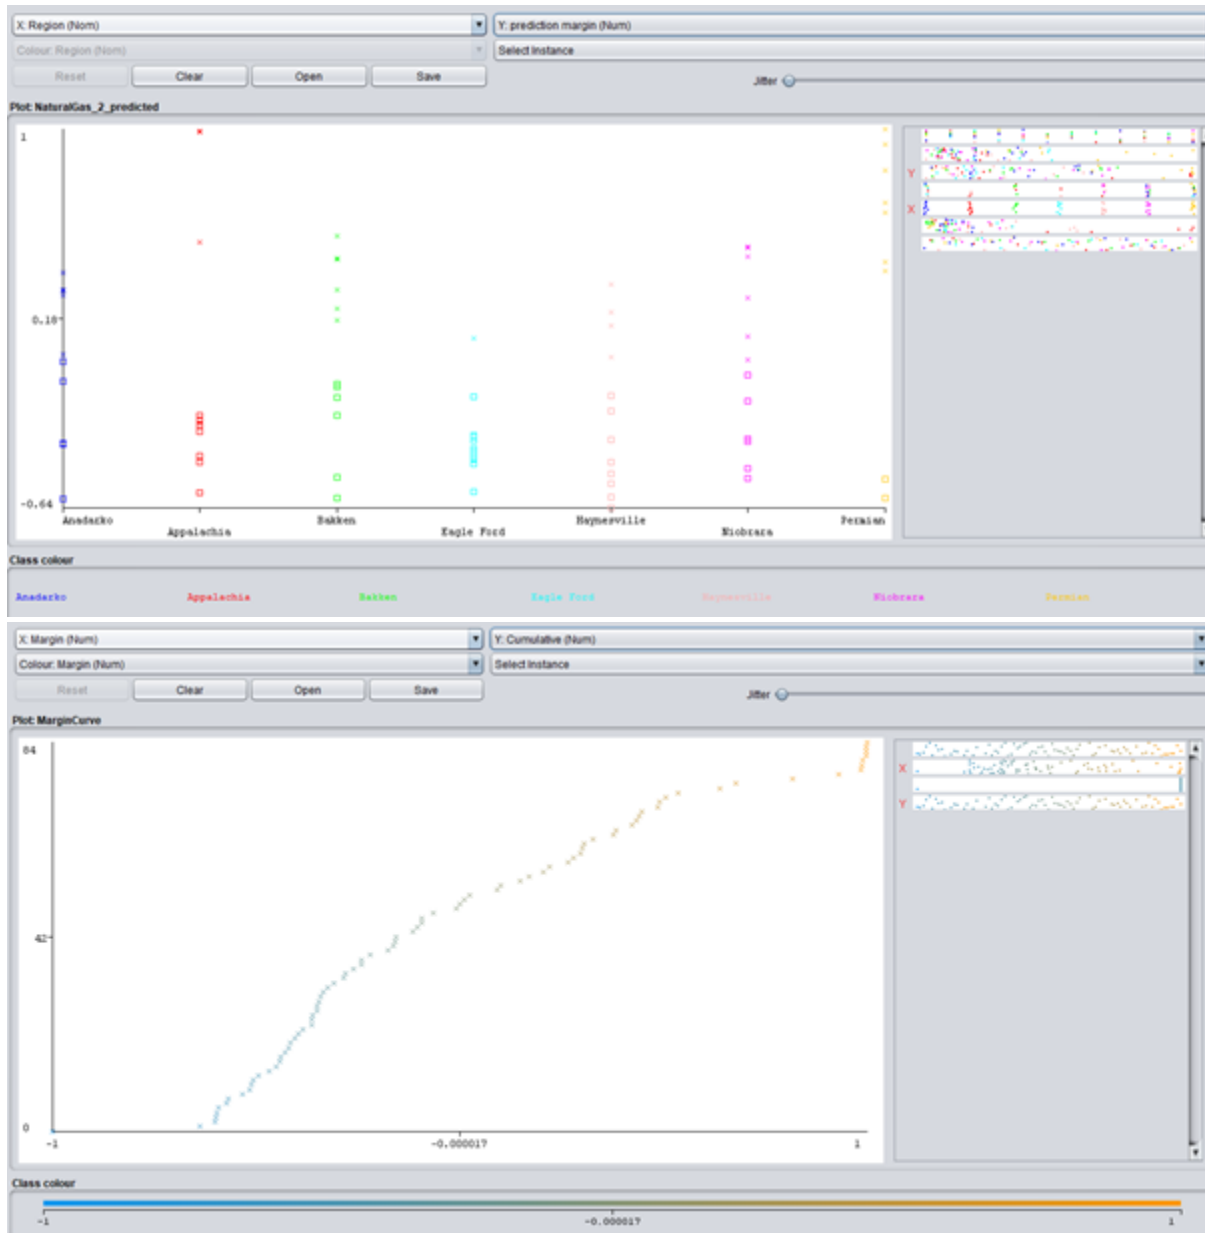 X: Region (Nom) Y: prediction margin (Num)
Colour: Region (Nom) Select Instance
Reset Clear Open Save Jitter
Plot: NaturalGas_2_predicted
1
Y
X
0.18
-0.64
Anadarko Bakken Haynesville Permian
Appalachia Eagle Ford Niobrara
Class colour
Anadarko Appalachia Bakken Eagle Ford Haynesville Niobrara Permian
X: Margin (Num) Y: Cumulative (Num)
Colour: Margin (Num) Select Instance
Reset Clear Open Save Jitter
Plot: MarginCurve
84
X
Y
42
0
-1 -0.000017 1
Class colour
-1 -0.000017 1